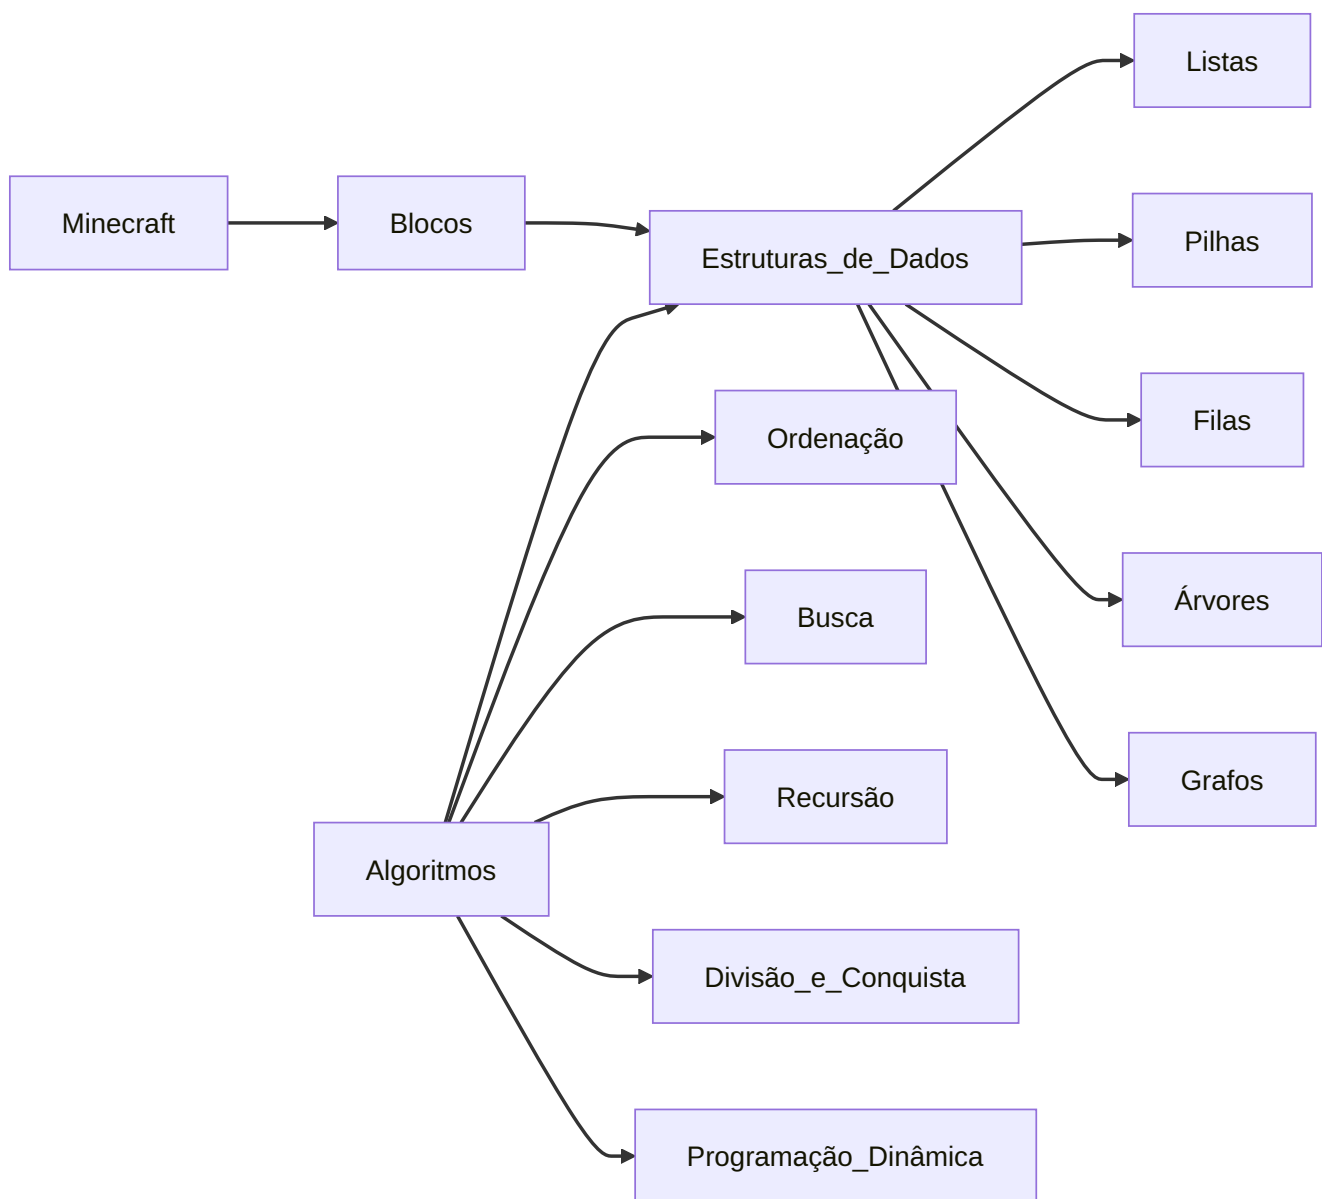 Listas
Minecraft
Blocos
Estruturas_de_Dados
Pilhas
Ordenação
Filas
Busca
Árvores
Recursão
Grafos
Algoritmos
Divisão_e_Conquista
Programação_Dinâmica